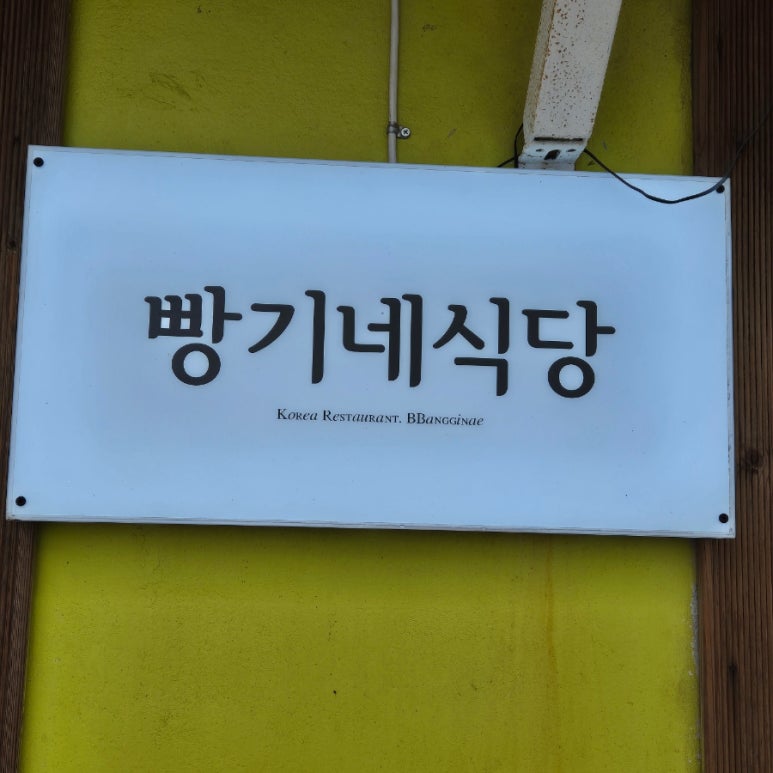 빵기네식당
Korea Restaurant. BBangginae